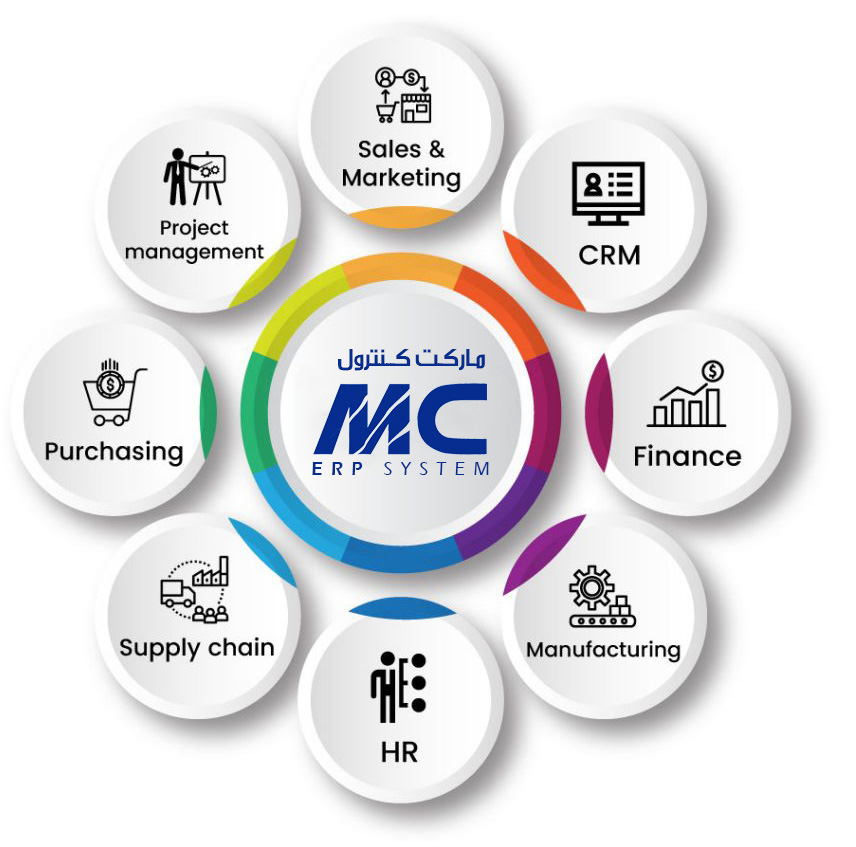 Sales &
Marketing
Project
management
CRM
ماركت كنترول
MC
ERP SYSTEM
Purchasing
Finance
Supply chain
Manufacturing
HR